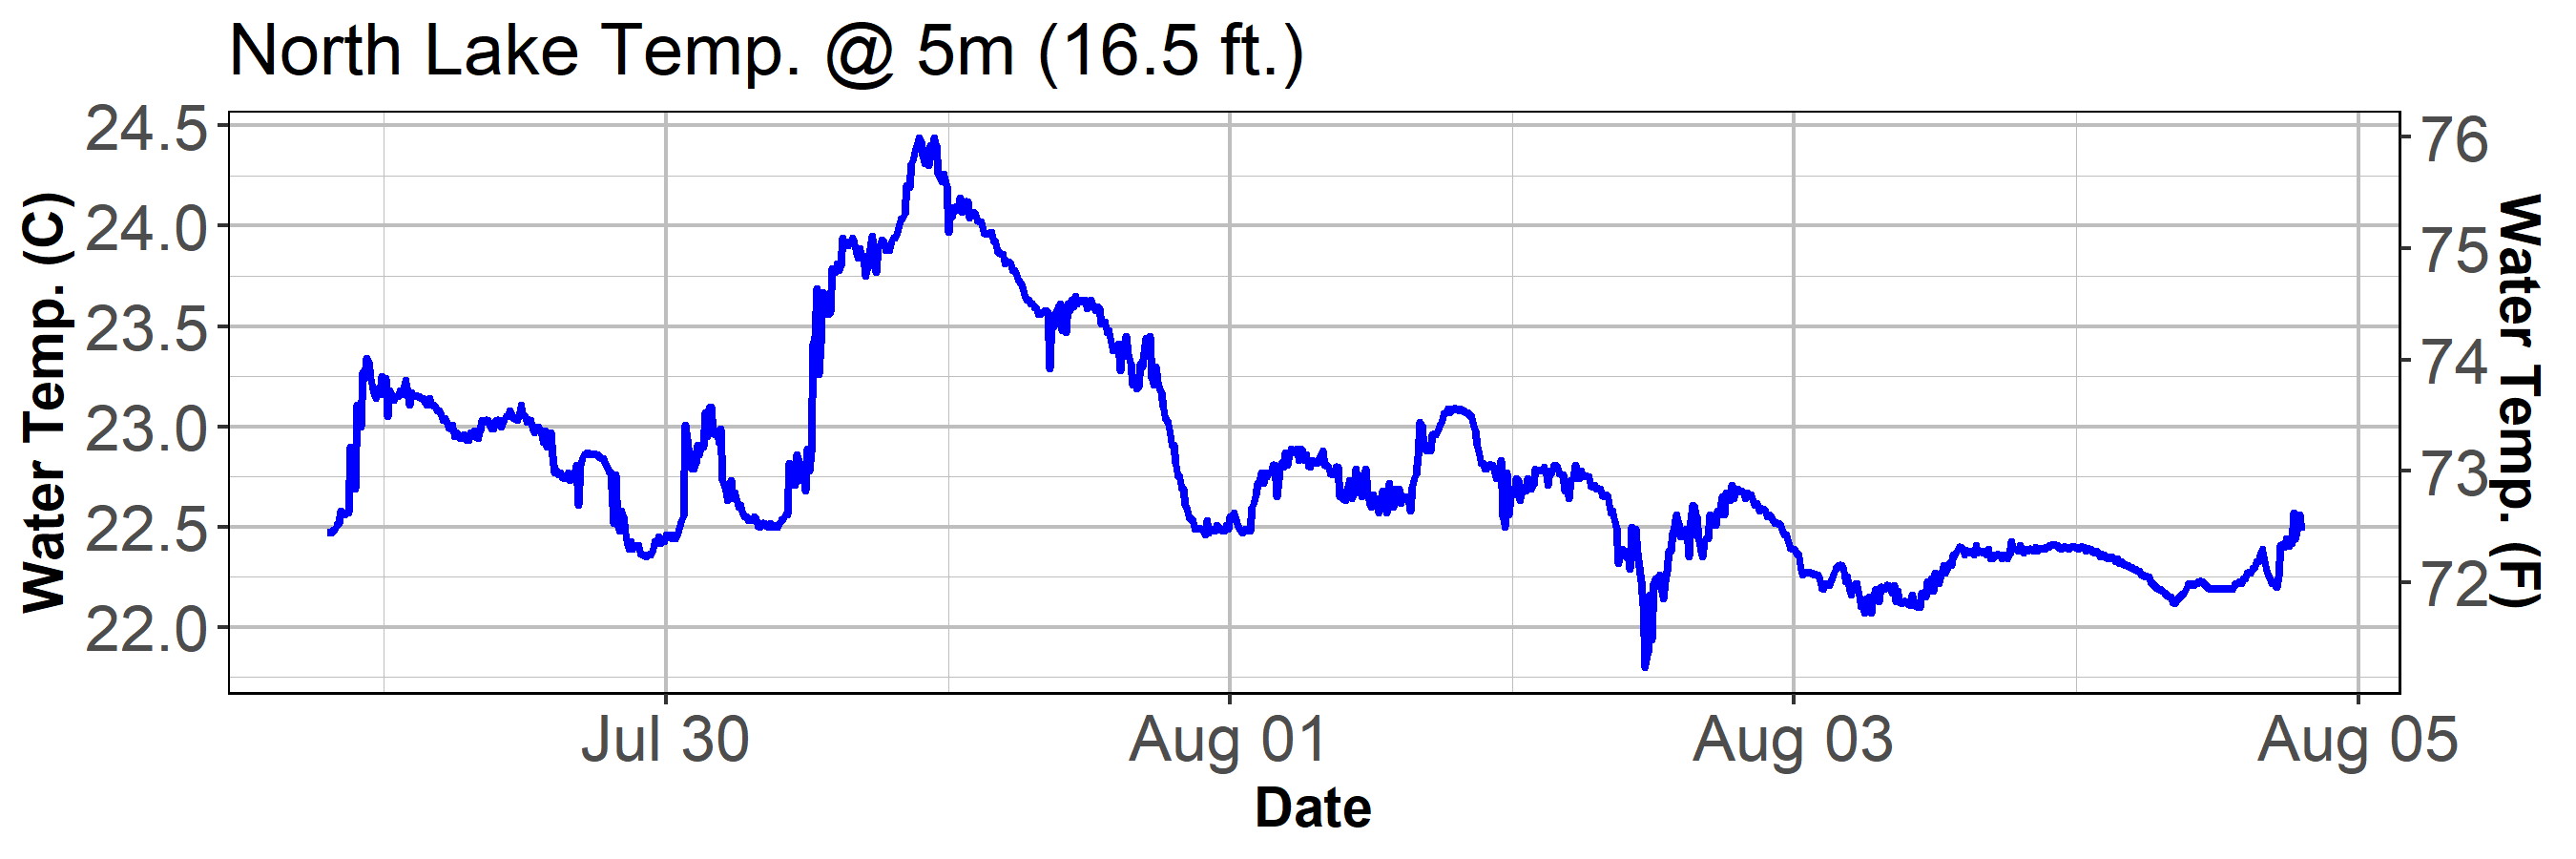 North Lake Temp. @ 5m (16.5 ft.)
24.5
24.0
23.5
23.0
22.5
22.0
Water Temp. (C)
76
75
74
73
72
Water Temp. (F)
Jul 30
Aug 01
Aug 03
Aug 05
Date